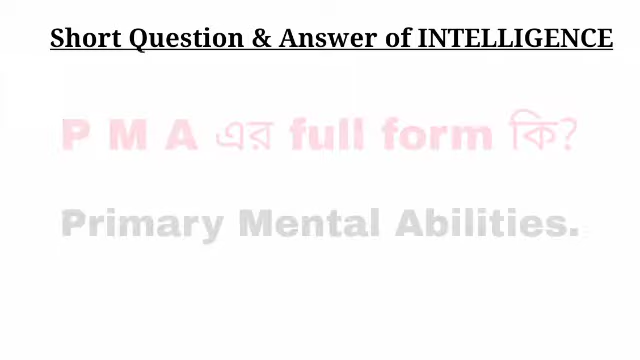 Short Question & Answer of INTELLIGENCE
P M A এর full form কি?
Primary Mental Abilities.